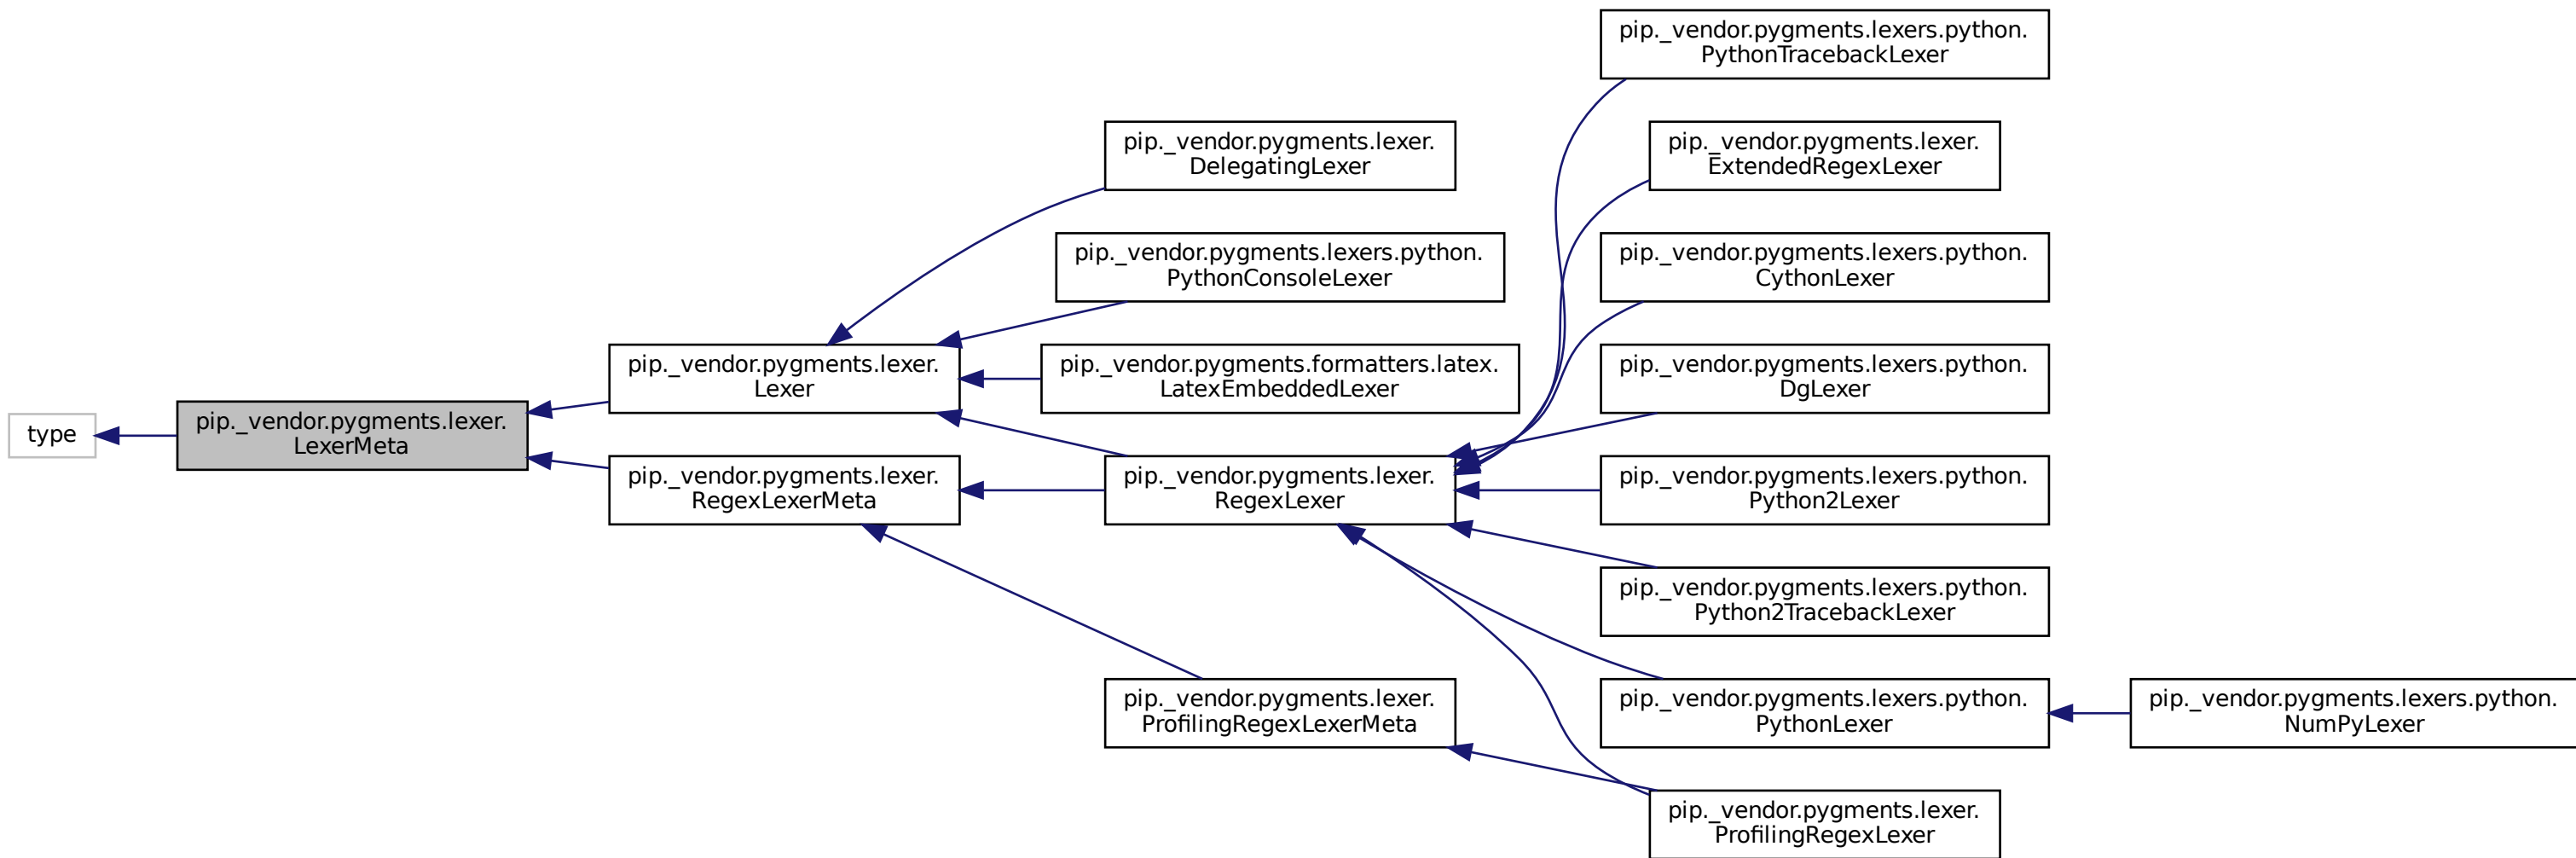 type
pip._vendor.pygments.lexer.
LexerMeta
pip._vendor.pygments.lexer.
Lexer
pip._vendor.pygments.lexer.
RegexLexerMeta
pip._vendor.pygments.lexer.
DelegatingLexer
pip._vendor.pygments.lexers.python.
PythonConsoleLexer
pip._vendor.pygments.formatters.latex.
LatexEmbeddedLexer
pip._vendor.pygments.lexer.
RegexLexer
pip._vendor.pygments.lexer.
ProfilingRegexLexerMeta
pip._vendor.pygments.lexers.python.
PythonTracebackLexer
pip._vendor.pygments.lexer.
ExtendedRegexLexer
pip._vendor.pygments.lexers.python.
CythonLexer
pip._vendor.pygments.lexers.python.
DgLexer
pip._vendor.pygments.lexers.python.
Python2Lexer
pip._vendor.pygments.lexers.python.
Python2TracebackLexer
pip._vendor.pygments.lexers.python.
PythonLexer
pip._vendor.pygments.lexer.
ProfilingRegexLexer
pip._vendor.pygments.lexers.python.
NumPyLexer